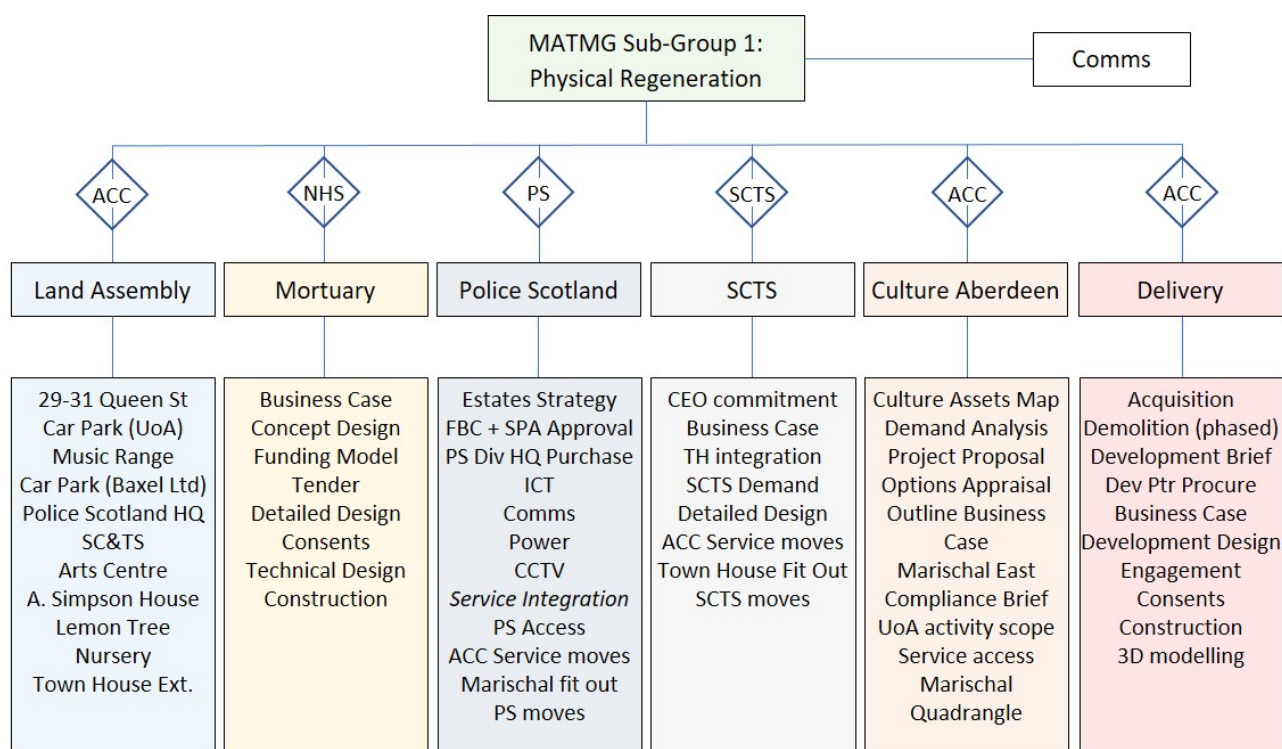 MATMG Sub-Group 1:
Physical Regeneration
Comms
ACC
NHS
PS
SCTS
ACC
ACC
Land Assembly
Mortuary
Police Scotland
SCTS
Culture Aberdeen
Delivery
29-31 Queen St
Car Park (UoA)
Music Range
Car Park (Baxel Ltd)
Police Scotland HQ
SC&TS
Arts Centre
A. Simpson House
Lemon Tree
Nursery
Town House Ext.
Business Case
Concept Design
Funding Model
Tender
Detailed Design
Consents
Technical Design
Construction
Estates Strategy
FBC + SPA Approval
PS Div HQ Purchase
ICT
Comms
Power
CCTV
Service Integration
PS Access
ACC Service moves
Marischal fit out
PS moves
CEO commitment
Business Case
TH integration
SCTS Demand
Detailed Design
ACC Service moves
Town House Fit Out
SCTS moves
Culture Assets Map
Demand Analysis
Project Proposal
Options Appraisal
Outline Business
Case
Marischal East
Compliance Brief
UoA activity scope
Service access
Marischal
Quadrangle
Acquisition
Demolition (phased)
Development Brief
Dev Ptr Procure
Business Case
Development Design
Engagement
Consents
Construction
3D modelling